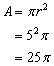 A = πr²
= 5²π
= 25π